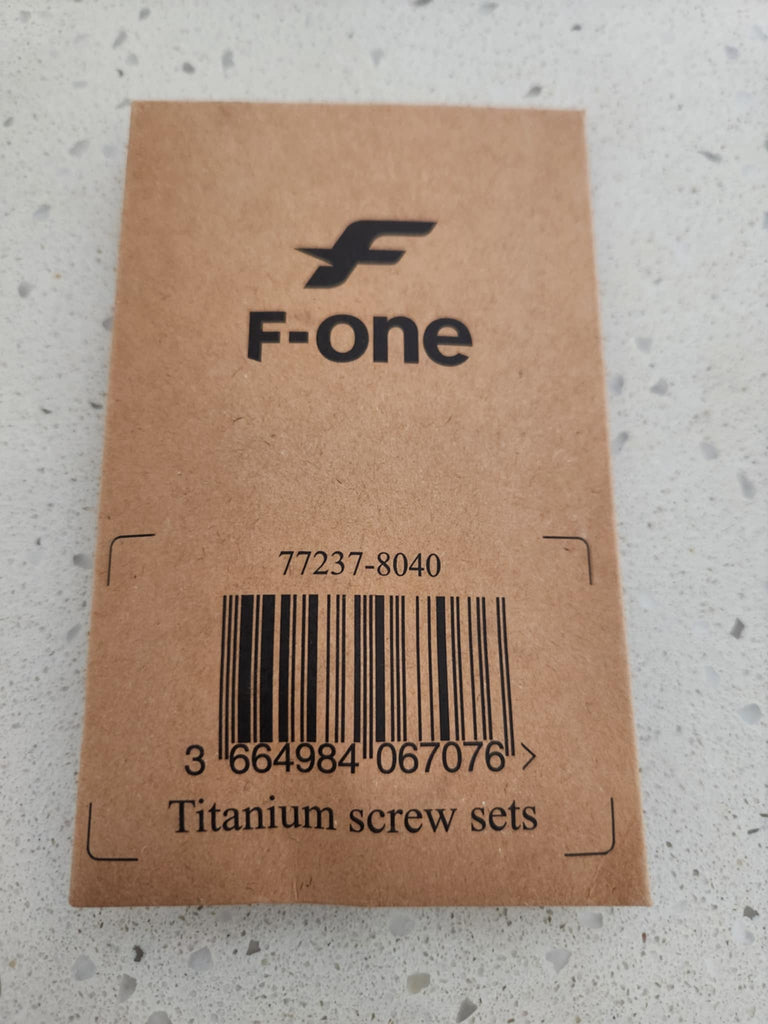 F-one
77237-8040
3 664984 067076 >
Titanium screw sets